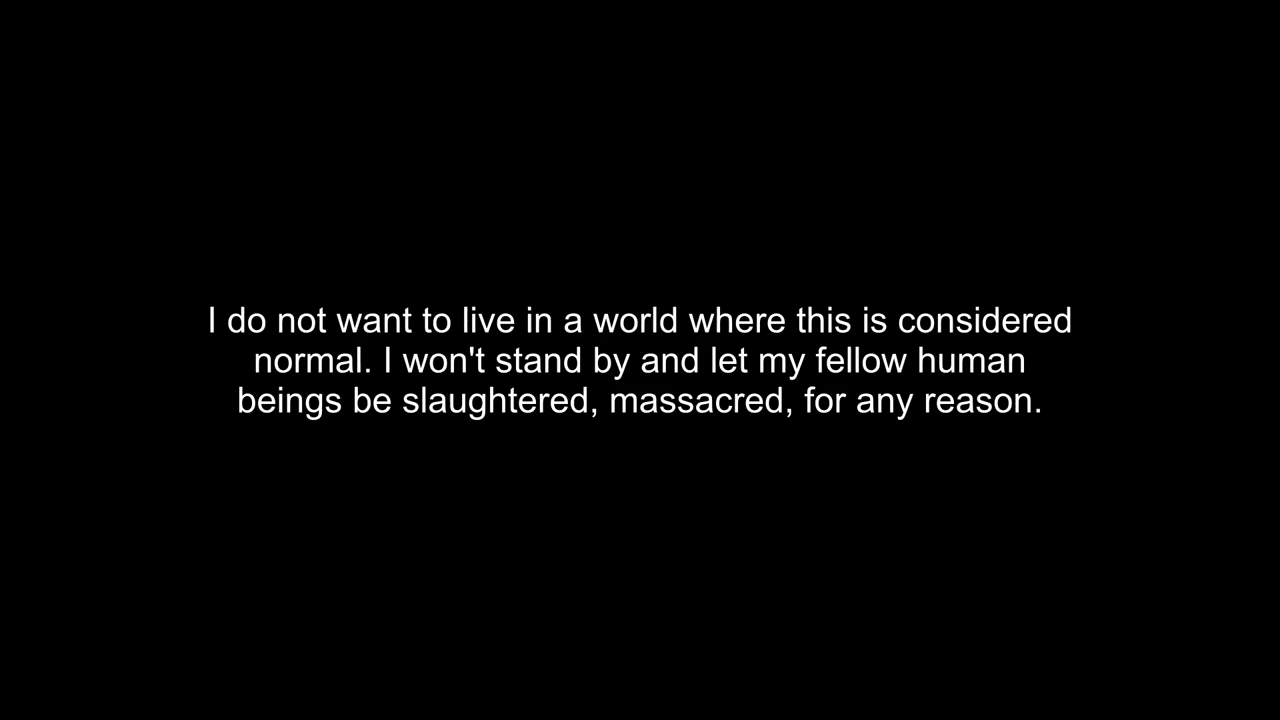 I do not want to live in a world where this is considered
normal. I won't stand by and let my fellow human
beings be slaughtered, massacred, for any reason.